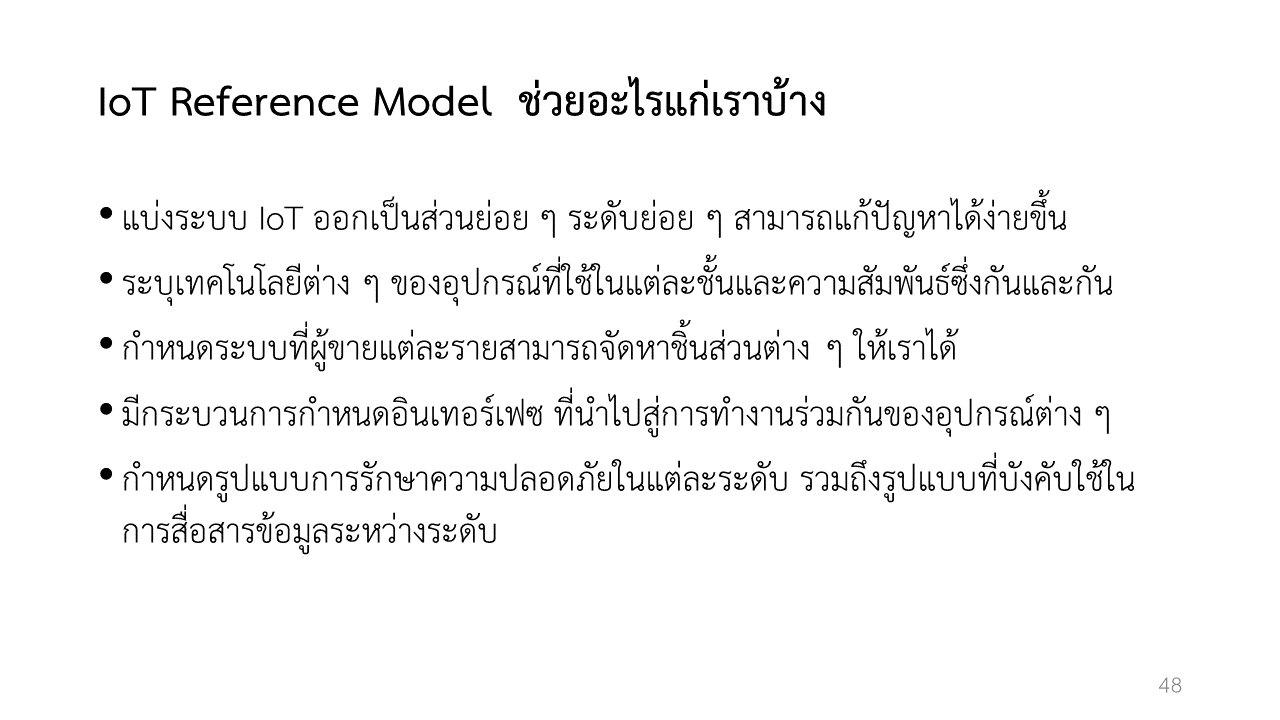 IoT Reference Model ช่วยอะไรแก่เราบ้าง
• แบ่งระบบ IoT ออกเป็นส่วนย่อย ๆ ระดับย่อย ๆ สามารถแก้ปัญหาได้ง่ายขึ้น
• ระบุเทคโนโลยีต่าง ๆ ของอุปกรณ์ที่ใช้ในแต่ละชั้นและความสัมพันธ์ซึ่งกันและกัน
• กำหนดระบบที่ผู้ขายแต่ละรายสามารถจัดหาชิ้นส่วนต่าง ๆ ให้เราได้
• มีกระบวนการกำหนดอินเทอร์เฟซ ที่นำไปสู่การทำงานร่วมกันของอุปกรณ์ต่าง ๆ
• กำหนดรูปแบบการรักษาความปลอดภัยในแต่ละระดับ รวมถึงรูปแบบที่บังคับใช้ใน
การสื่อสารข้อมูลระหว่างระดับ
48